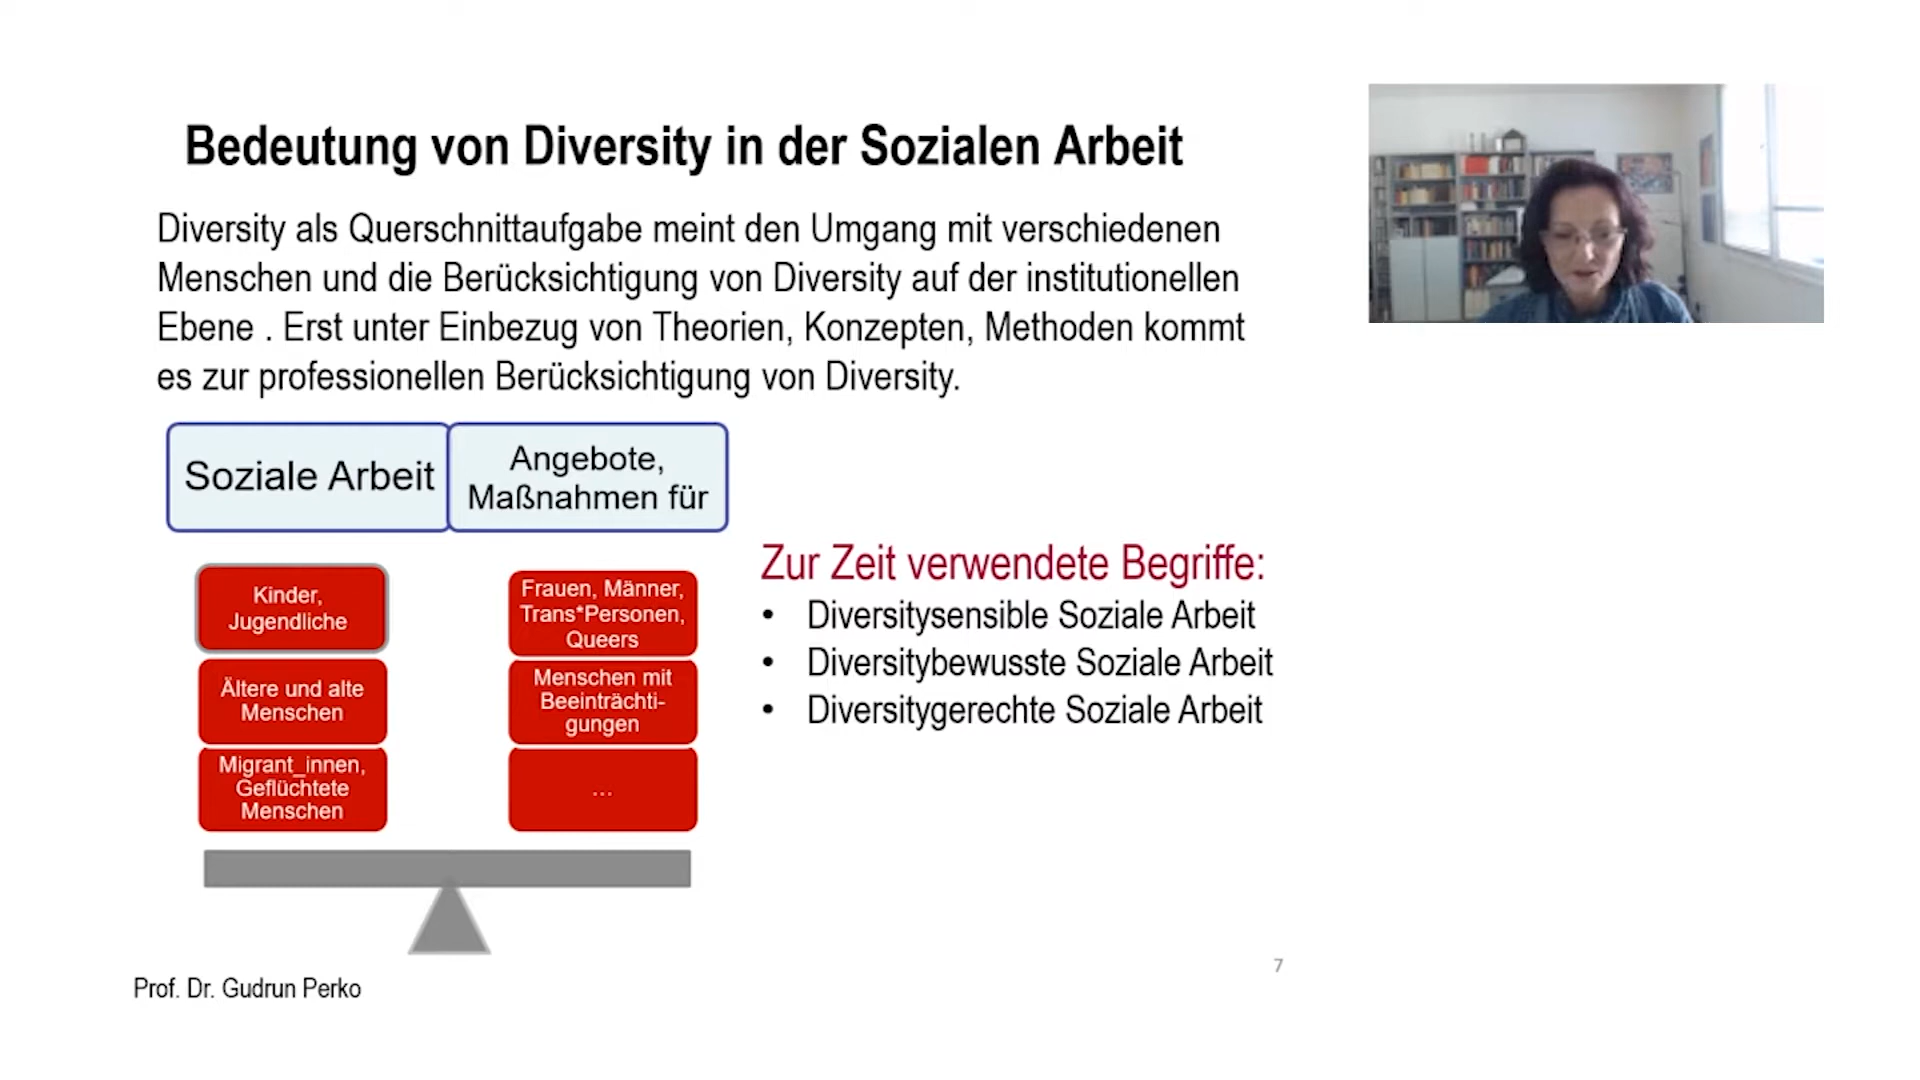 Bedeutung von Diversity in der Sozialen Arbeit
Diversity als Querschnittaufgabe meint den Umgang mit verschiedenen
Menschen und die Berücksichtigung von Diversity auf der institutionellen
Ebene . Erst unter Einbezug von Theorien, Konzepten, Methoden kommt
es zur professionellen Berücksichtigung von Diversity.
Soziale Arbeit
Angebote,
Maßnahmen für
Kinder,
Jugendliche
Ältere und alte
Menschen
Migrant_innen,
Geflüchtete
Menschen
Frauen, Männer,
Trans*Personen,
Queers
Menschen mit
Beeinträchti-
gungen
...
Zur Zeit verwendete Begriffe:
• Diversitysensible Soziale Arbeit
• Diversitybewusste Soziale Arbeit
• Diversitygerechte Soziale Arbeit
7
Prof. Dr. Gudrun Perko